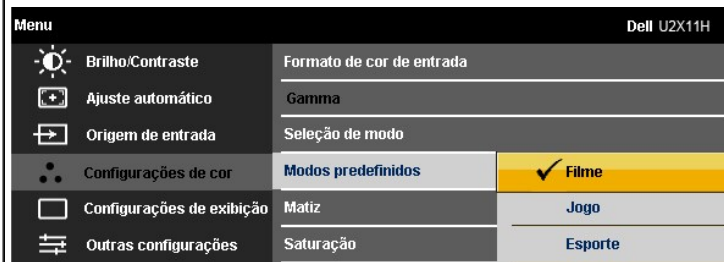 Menu Dell U2X11H
Brilho/Contraste Formato de cor de entrada
Ajuste automático Gamma
Origem de entrada Seleção de modo
Configurações de cor Modos predefinidos Filme
Configurações de exibição Matiz Jogo
Outras configurações Saturação Esporte